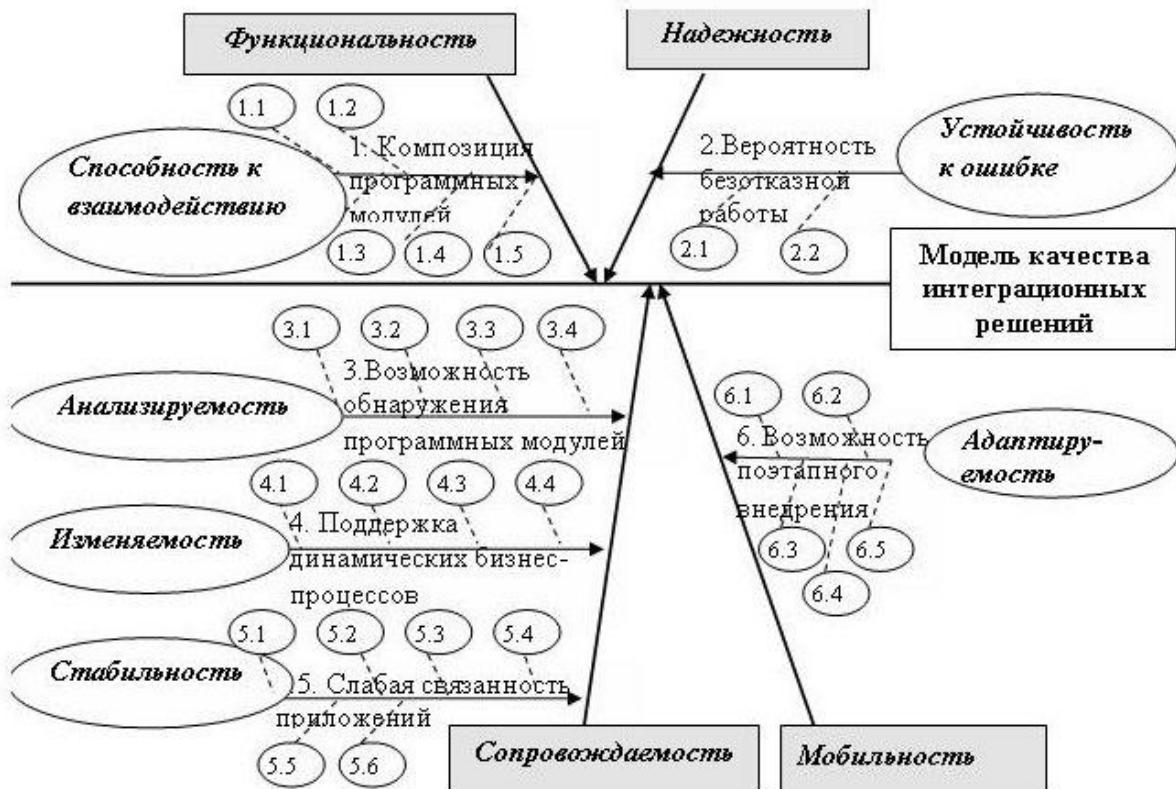 Функциональность
Надежность
1.1
1.2
Способность к
взаимодействию
1. Композиция
программных
модулей
1.3
1.4
1.5
2.Вероятность
безотказной
работы
2.1
2.2
Устойчивость
к ошибке
Модель качества
интеграционных
решений
3.1
3.2
3.3
3.4
Анализируемость
3.Возможность
обнаружения
программных модулей
6.1
6.2
6. Возможность
поэтапного
внедрения
Адаптиру-
емость
6.3
6.5
6.4
4.1
4.2
4.3
4.4
Изменяемость
4. Поддержка
динамических бизнес-
процессов
5.1
5.2
5.3
5.4
Стабильность
5. Слабая связанность
приложений
5.5
5.6
Сопровождаемость
Мобильность